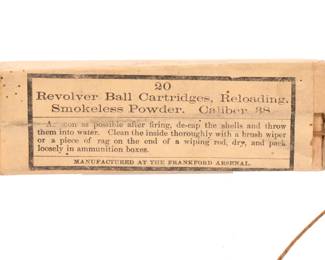 20
Revolver Ball Cartridges, Reloading.
Smokeless Powder. Caliber 38
as possible after firing, de-cap the shells and throw
them into water. Clean the inside thoroughly with a brush wiper
or a piece of rag on the end of a wiping rod, dry, and pack
loosely in ammunition boxes.
MANUFACTURED AT THE FRANKFORD ARSENAL.